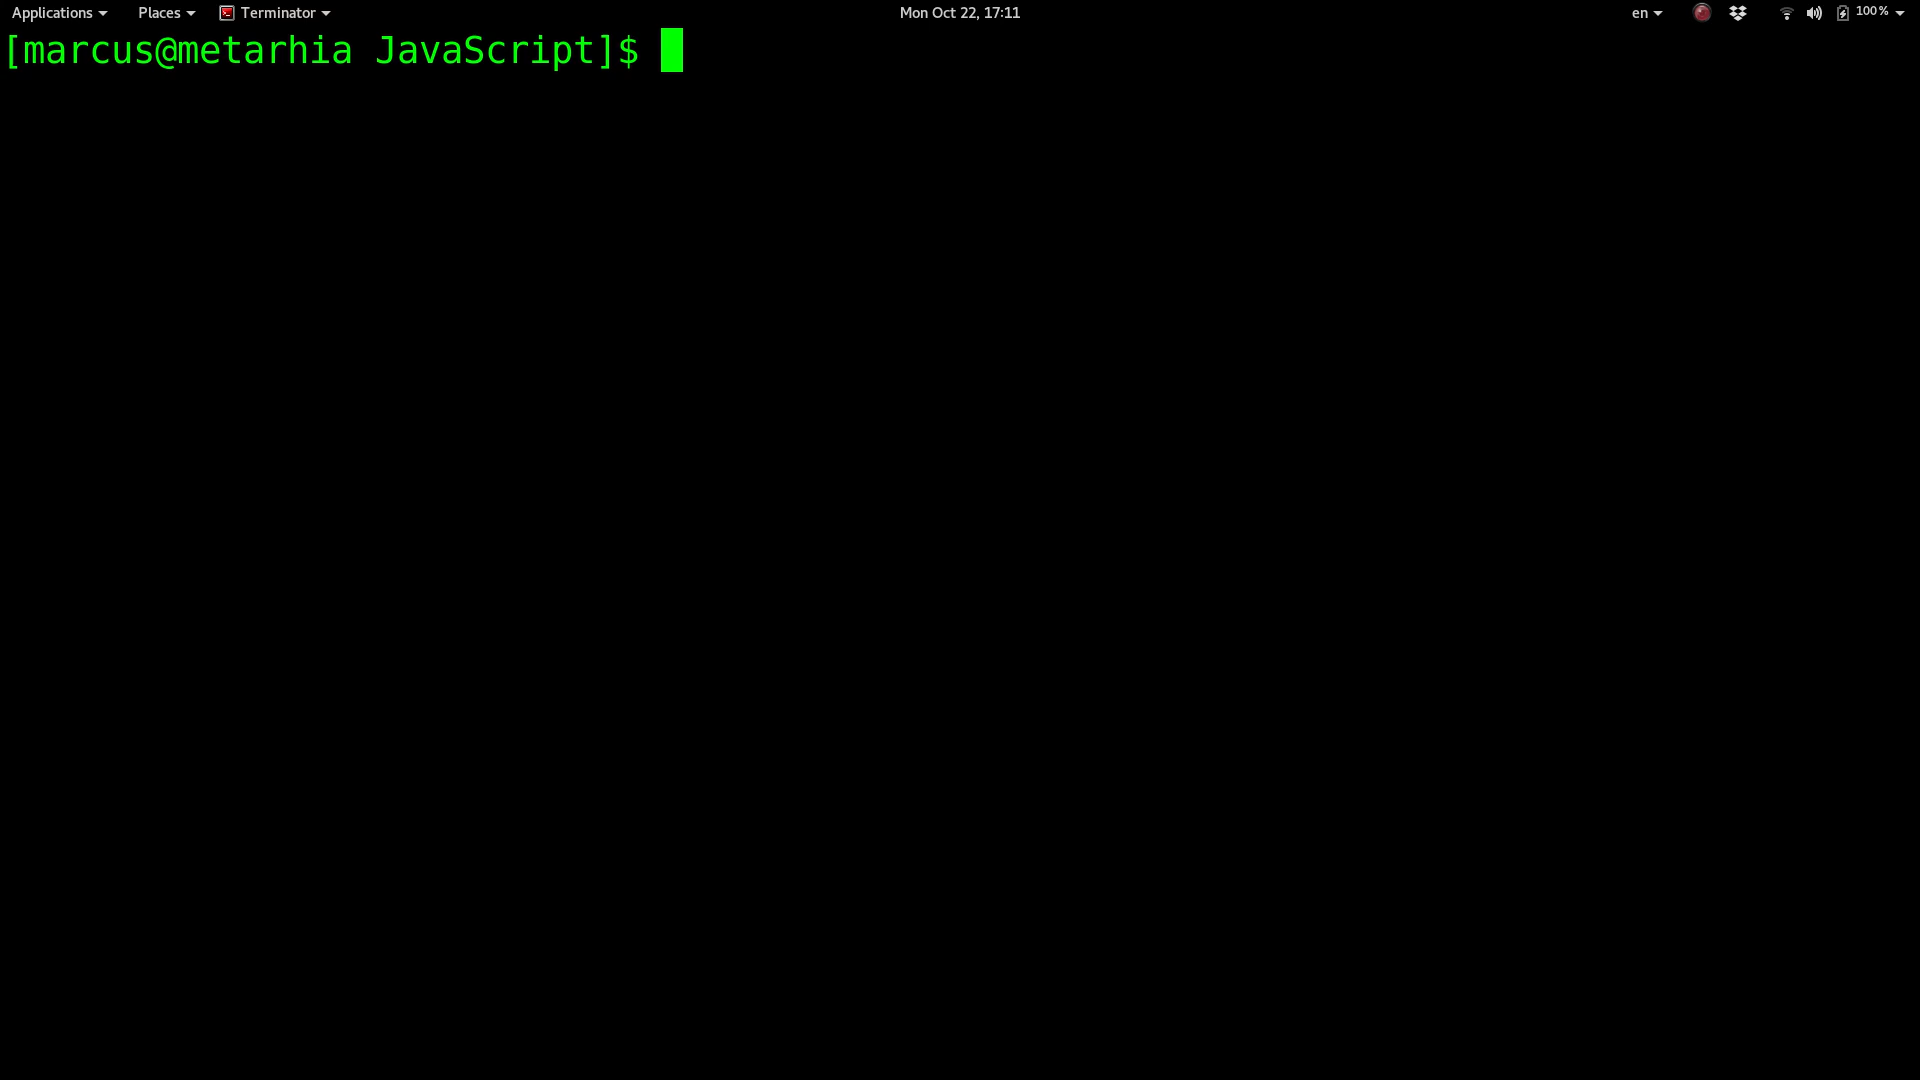 Applications Places Terminator Mon Oct 22, 17:11 en 100%
[marcus@metarhia JavaScript]$